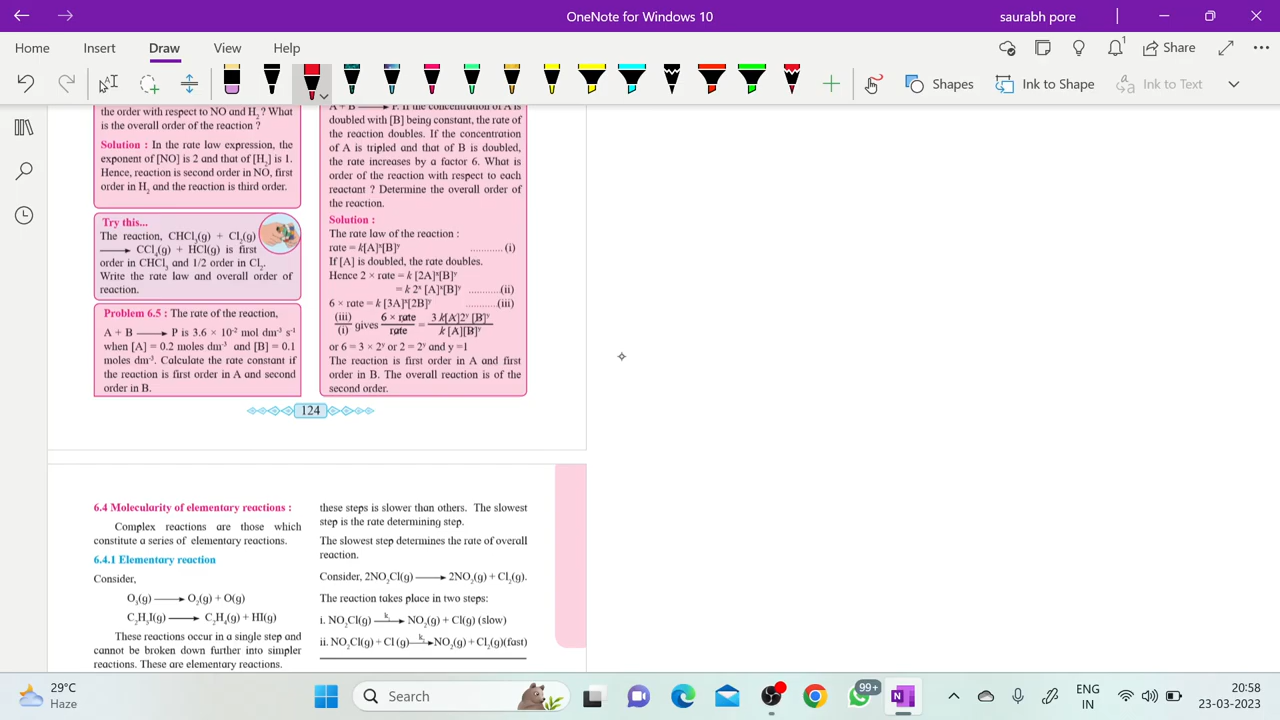 OneNote for Windows 10
saurabh pore
Home Insert Draw View Help
Share
Shapes
Ink to Shape
Ink to Text
the order with respect to NO and H₂ ? What
is the overall order of the reaction ?
Solution : In the rate law expression, the
exponent of [NO] is 2 and that of [H₂] is 1.
Hence, reaction is second order in NO, first
order in H₂ and the reaction is third order.
Try this...
The reaction, CHCl₃(g) + Cl₂(g)
⟶ CCl₄(g) + HCl(g) is first
order in CHCl₃ and 1/2 order in Cl₂.
Write the rate law and overall order of
reaction.
Problem 6.5 : The rate of the reaction,
A + B ⟶ P is 3.6 × 10⁻² mol dm⁻³ s⁻¹
when [A] = 0.2 moles dm⁻³ and [B] = 0.1
moles dm⁻³. Calculate the rate constant if
the reaction is first order in A and second
order in B.
A + B ⟶ P. If the concentration of A is
doubled with [B] being constant, the rate of
the reaction doubles. If the concentration
of A is tripled and that of B is doubled,
the rate increases by a factor 6. What is
order of the reaction with respect to each
reactant ? Determine the overall order of
the reaction.
Solution :
The rate law of the reaction :
rate = k[A]ˣ[B]ʸ ............ (i)
If [A] is doubled, the rate doubles.
Hence 2 × rate = k [2A]ˣ[B]ʸ
= k 2ˣ [A]ˣ[B]ʸ ...........(ii)
6 × rate = k [3A]ˣ[2B]ʸ ...........(iii)
(iii)/(i) gives 6 × rate/rate = 3 k[A]2ʸ [B]ʸ/k [A][B]ʸ
or 6 = 3 × 2ʸ or 2 = 2ʸ and y =1
The reaction is first order in A and first
order in B. The overall reaction is of the
second order.
124
6.4 Molecularity of elementary reactions :
Complex reactions are those which
constitute a series of elementary reactions.
6.4.1 Elementary reaction
Consider,
O₃(g) ⟶ O₂(g) + O(g)
C₂H₅I(g) ⟶ C₂H₄(g) + HI(g)
These reactions occur in a single step and
cannot be broken down further into simpler
reactions. These are elementary reactions.
these steps is slower than others. The slowest
step is the rate determining step.
The slowest step determines the rate of overall
reaction.
Consider, 2NO₂Cl(g) ⟶ 2NO₂(g) + Cl₂(g).
The reaction takes place in two steps:
i. NO₂Cl(g) ⟶ NO₂(g) + Cl(g) (slow)
ii. NO₂Cl(g) + Cl (g) ⟶ NO₂(g) + Cl₂(g)(fast)
29°C
Haze
Search
99+
ENG
IN
20:58
23-03-2023